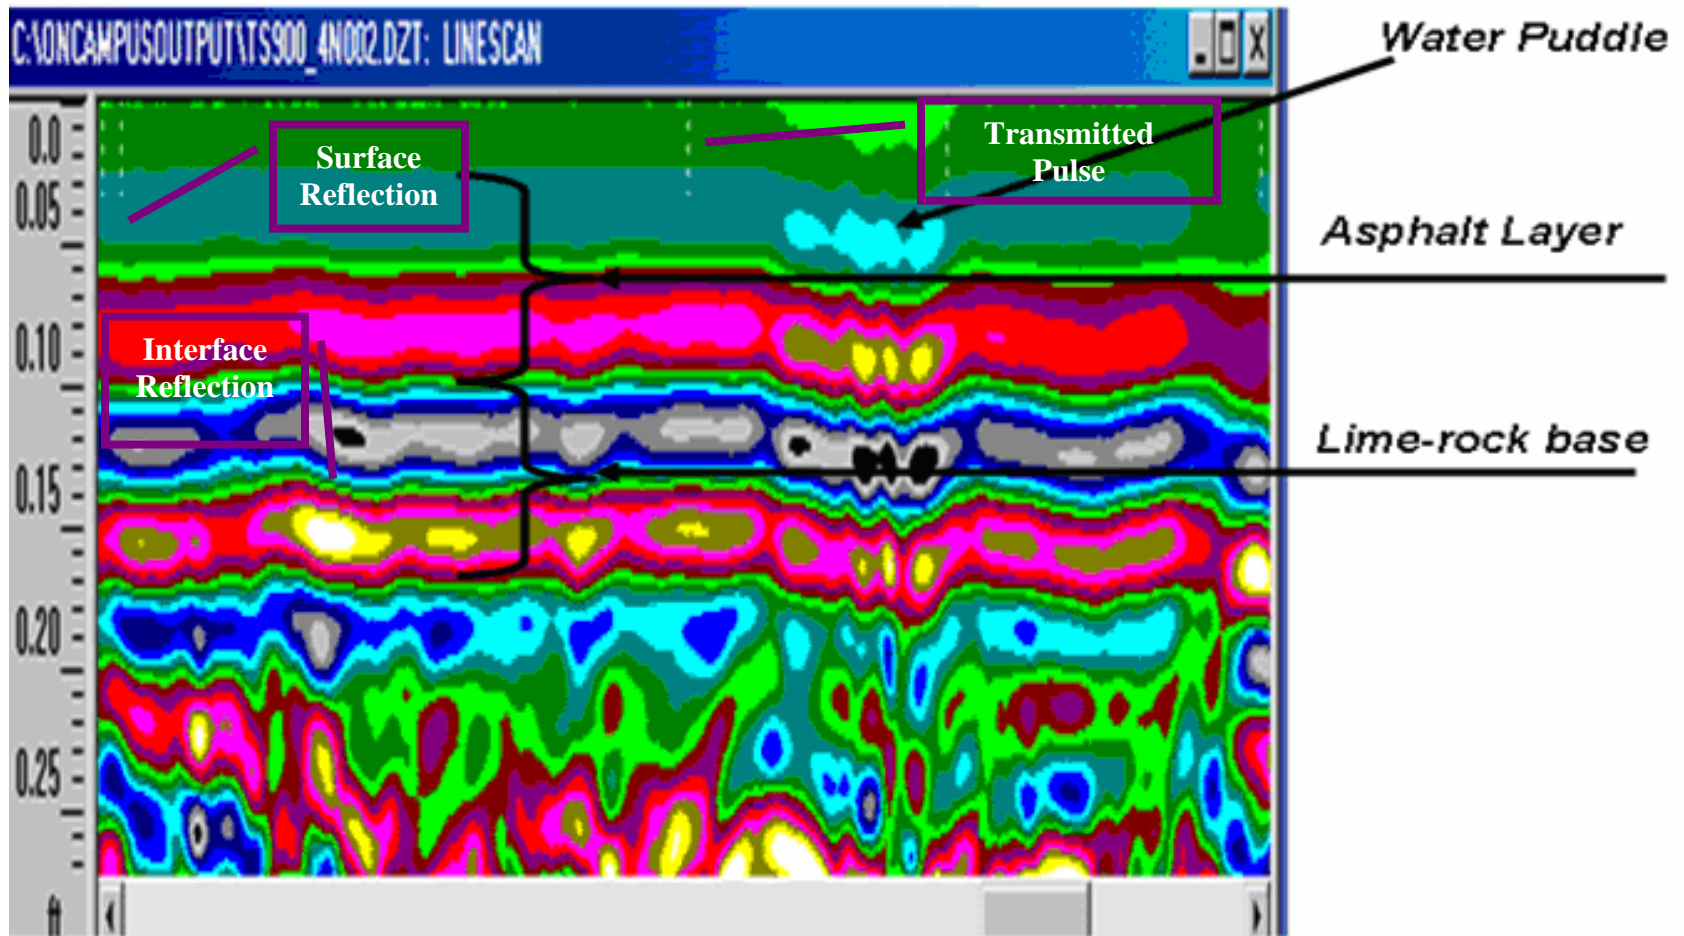 C:\ONCAMPUSOUTPUT\TS900_4N002.DZT: LINESCAN
Water Puddle
Transmitted
Pulse
Surface
Reflection
Asphalt Layer
Interface
Reflection
Lime-rock base
0.0
0.05
0.10
0.15
0.20
0.25
ft